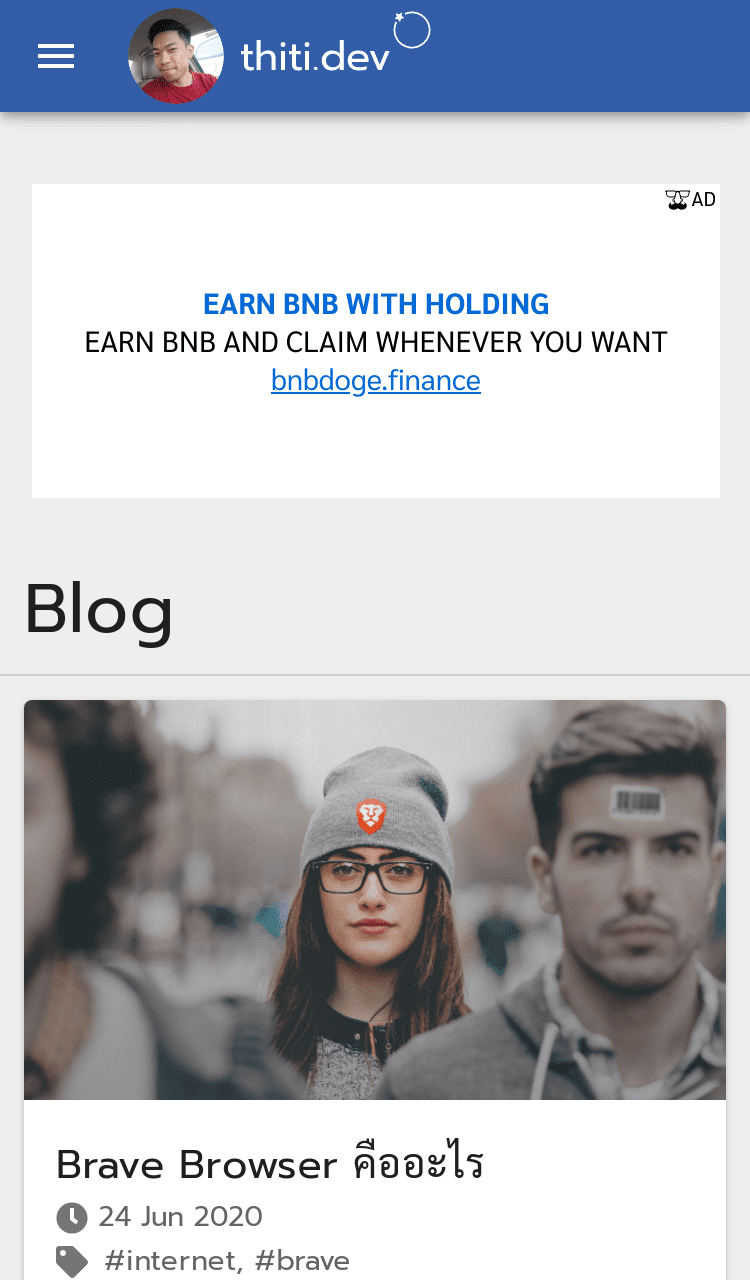 thiti.dev
AD
EARN BNB WITH HOLDING
EARN BNB AND CLAIM WHENEVER YOU WANT
bnbdoge.finance
Blog
Brave Browser คืออะไร
24 Jun 2020
#internet, #brave